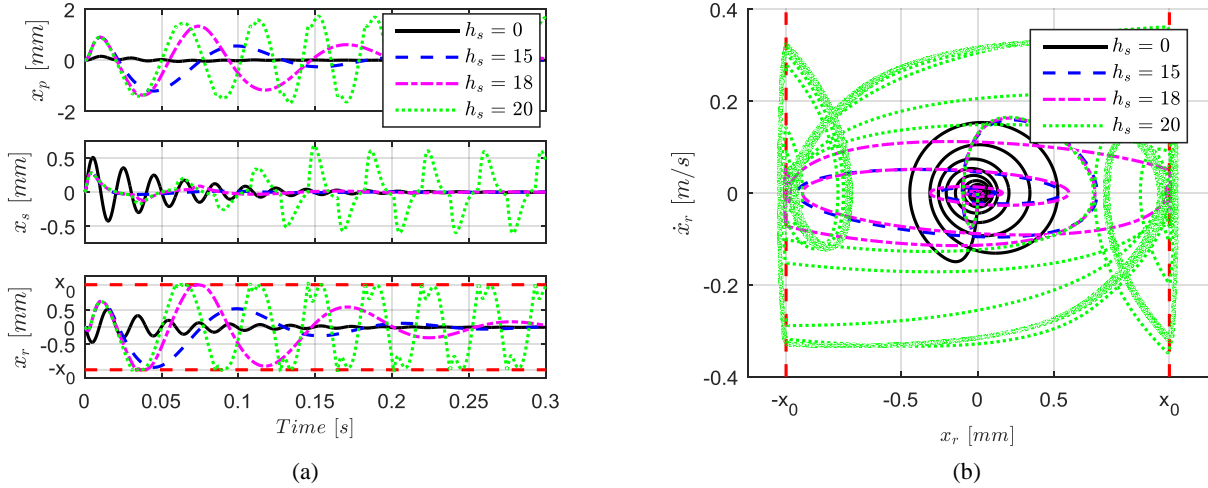 2
0
-2
x_p [mm]
h_s = 0
h_s = 15
h_s = 18
h_s = 20
0.5
0
-0.5
x_s [mm]
x_0
0.5
0
-0.5
-x_0
x_r [mm]
0 0.05 0.1 0.15 0.2 0.25 0.3
Time [s]
(a)
0.4
0.2
0
-0.2
-0.4
ẋ_r [m/s]
h_s = 0
h_s = 15
h_s = 18
h_s = 20
-x_0 -0.5 0 0.5 x_0
x_r [mm]
(b)